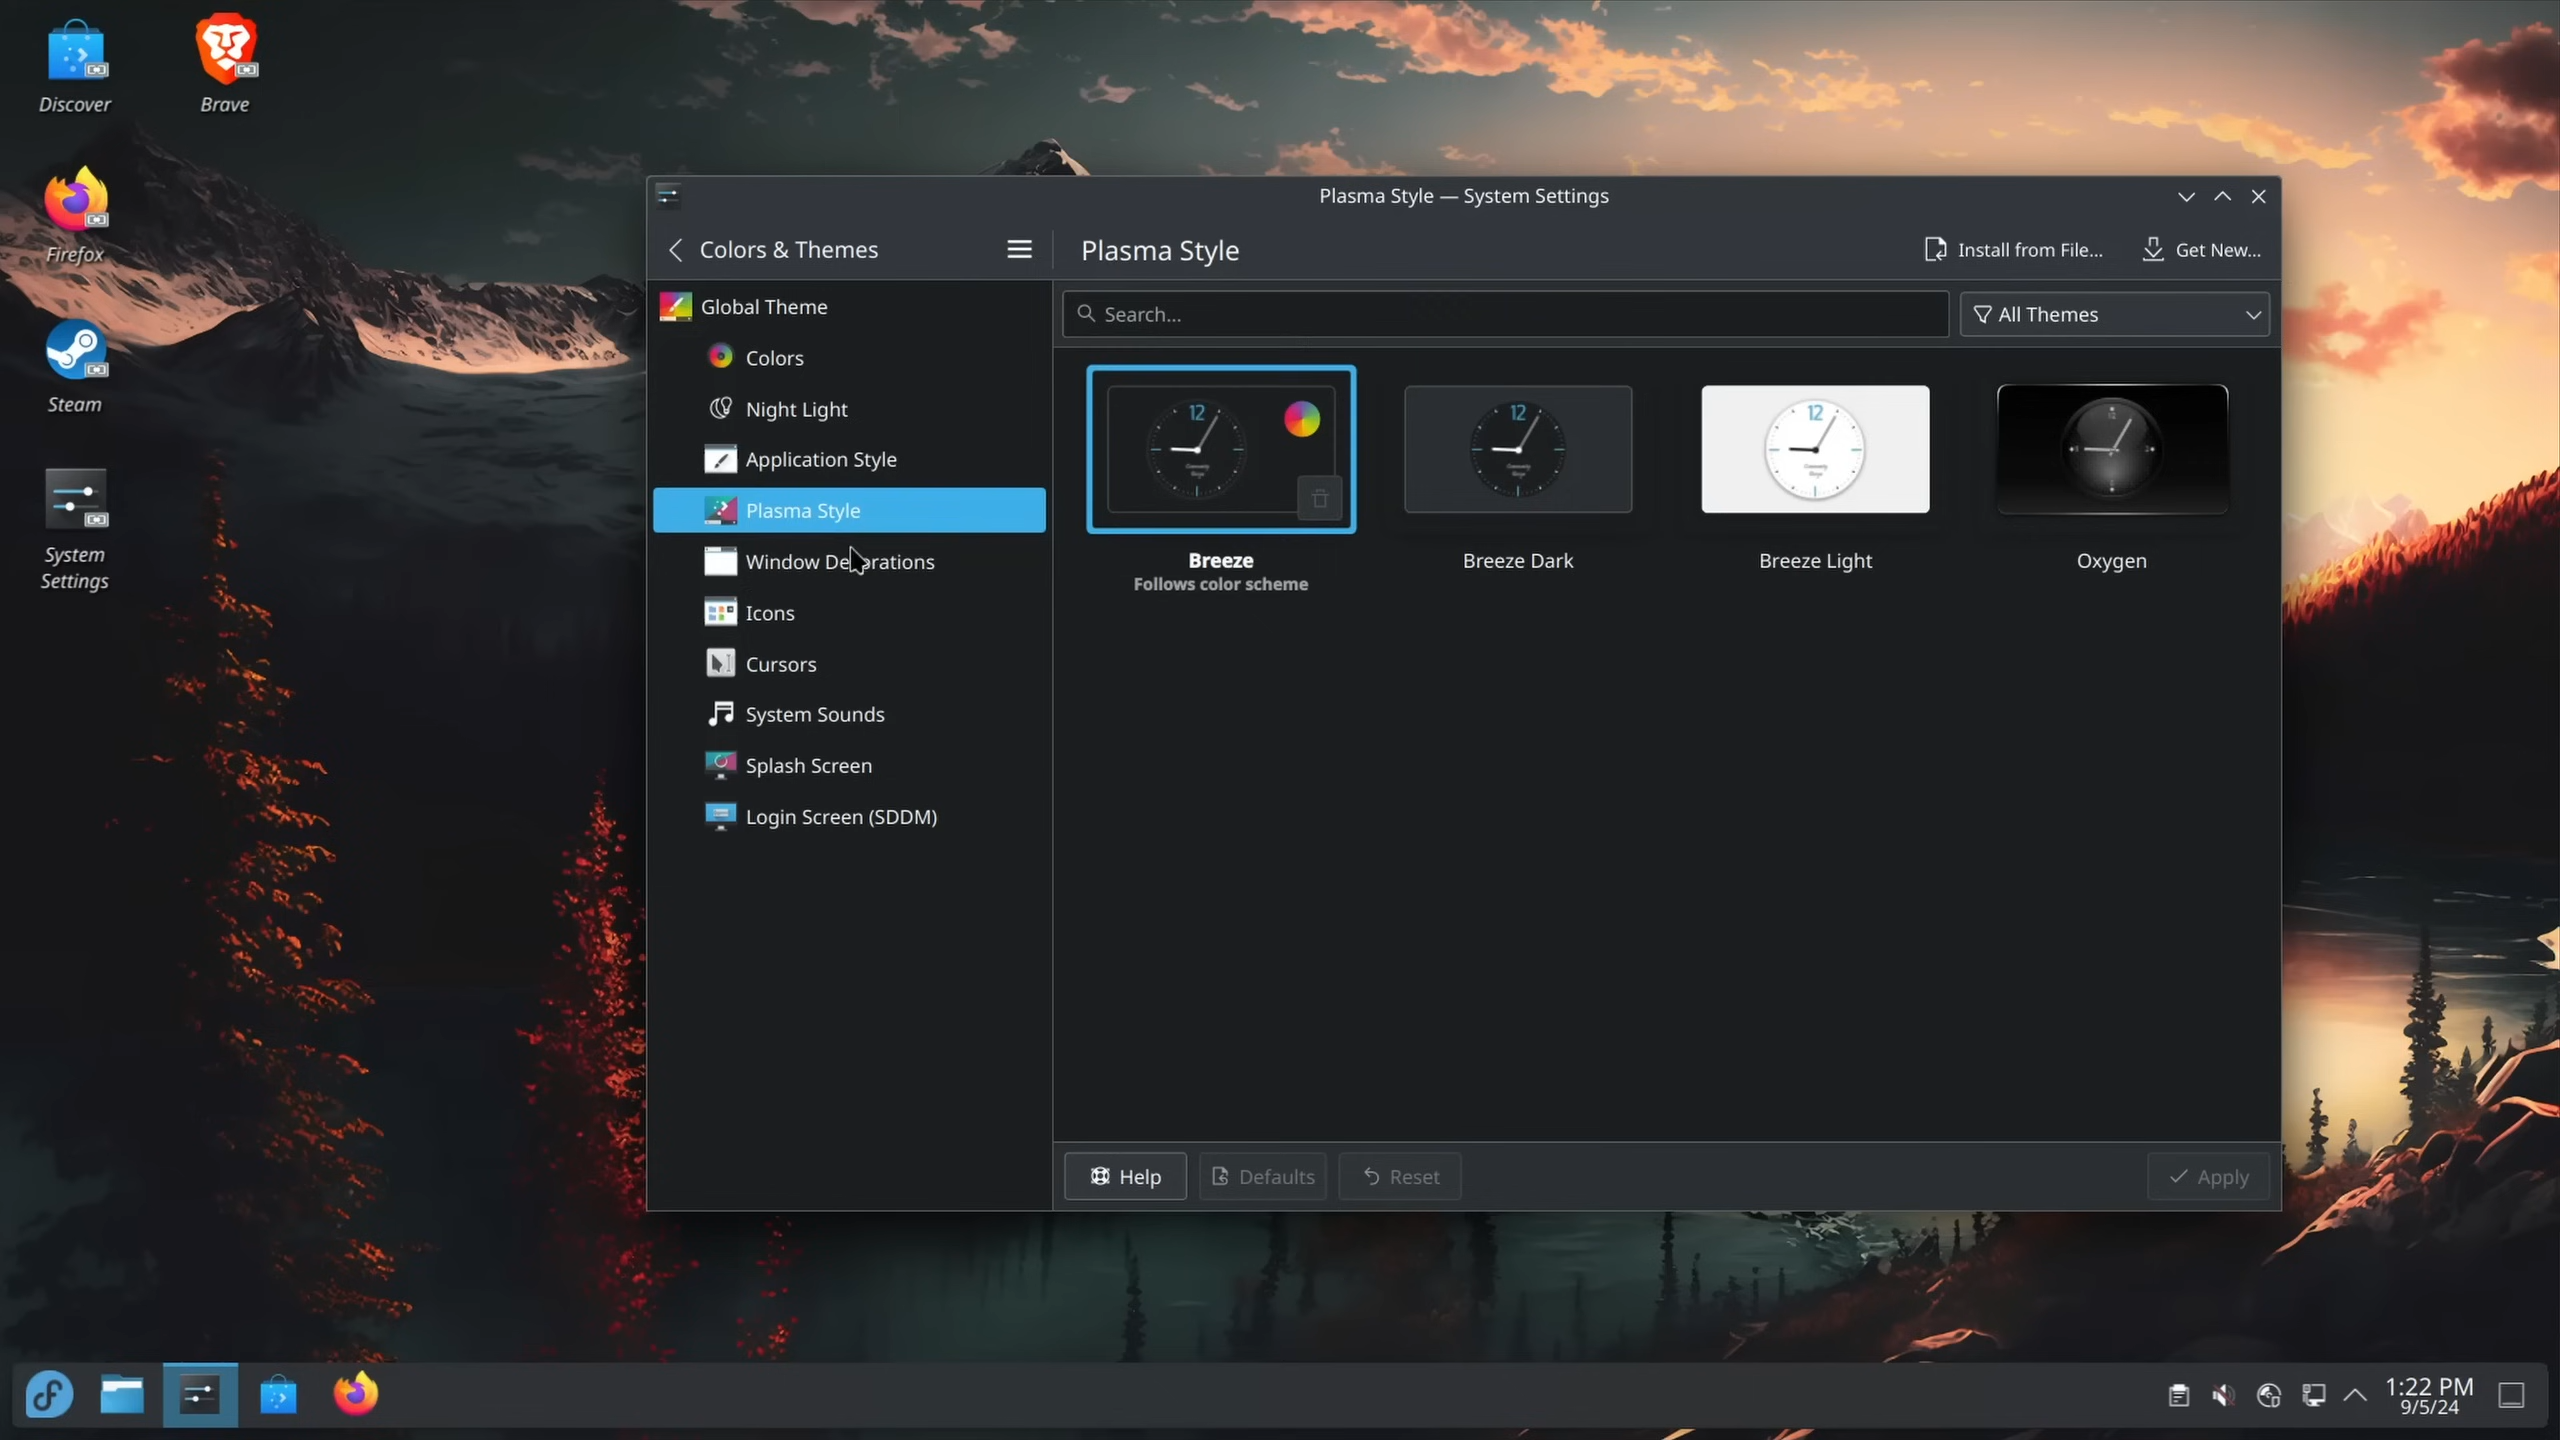 Discover
Brave
Firefox
Steam
System
Settings
Plasma Style — System Settings
Colors & Themes
Plasma Style
Install from File...
Get New...
Global Theme
Colors
Night Light
Application Style
Plasma Style
Window De orations
Icons
Cursors
System Sounds
Splash Screen
Login Screen (SDDM)
Search...
All Themes
12
12
12
Breeze
Follows color scheme
Breeze Dark
Breeze Light
Oxygen
Help
Defaults
Reset
Apply
1:22 PM
9/5/24